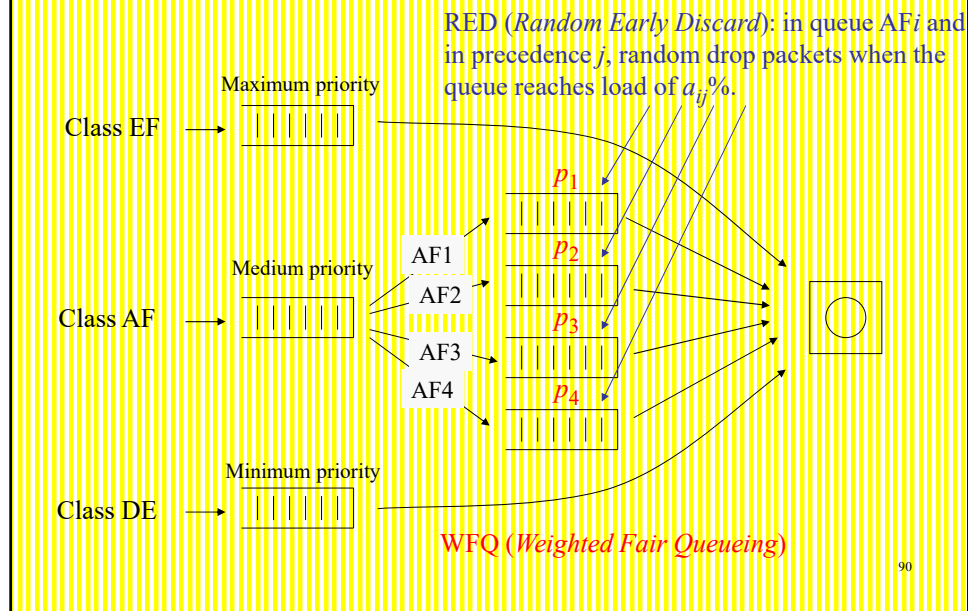 RED (Random Early Discard): in queue AFi and
in precedence j, random drop packets when the
queue reaches load of aij%.
Maximum priority
Class EF
p1
AF1
p2
Medium priority
AF2
Class AF
p3
AF3
AF4
p4
Minimum priority
Class DE
WFQ (Weighted Fair Queueing)
90